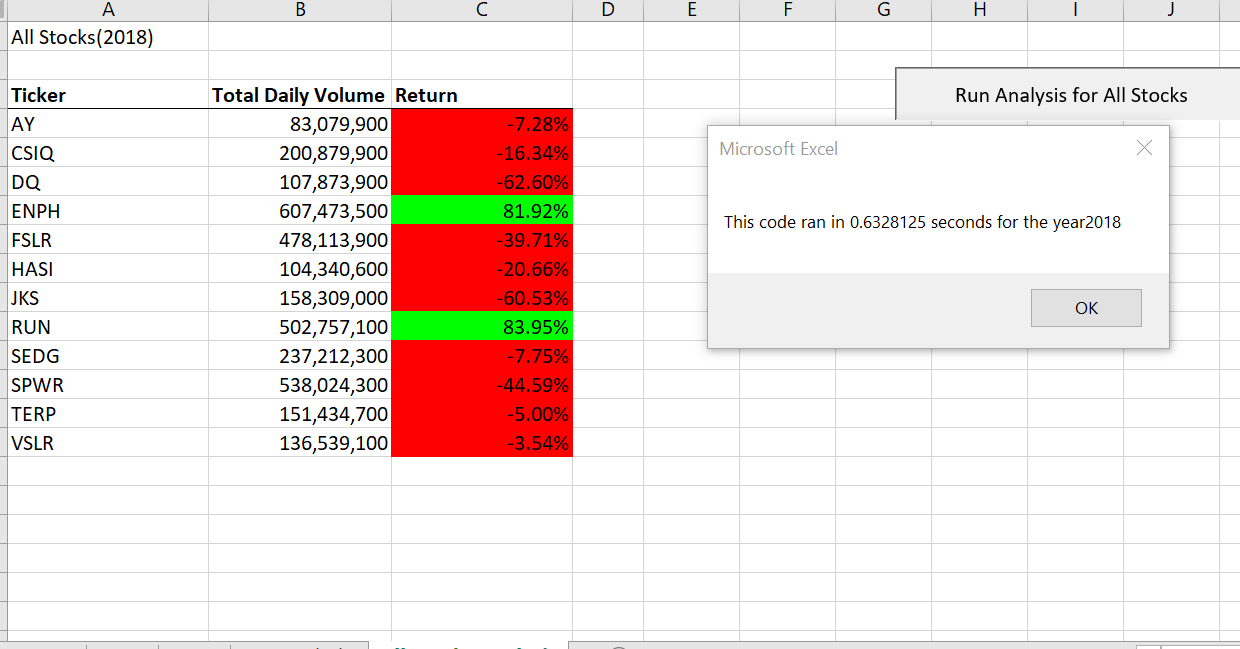 A B C D E F G H I J
All Stocks(2018)
Ticker Total Daily Volume Return
Run Analysis for All Stocks
AY 83,079,900 -7.28%
CSIQ 200,879,900 -16.34%
DQ 107,873,900 -62.60%
ENPH 607,473,500 81.92%
FSLR 478,113,900 -39.71%
HASI 104,340,600 -20.66%
JKS 158,309,000 -60.53%
RUN 502,757,100 83.95%
SEDG 237,212,300 -7.75%
SPWR 538,024,300 -44.59%
TERP 151,434,700 -5.00%
VSLR 136,539,100 -3.54%
Microsoft Excel
This code ran in 0.6328125 seconds for the year2018
OK